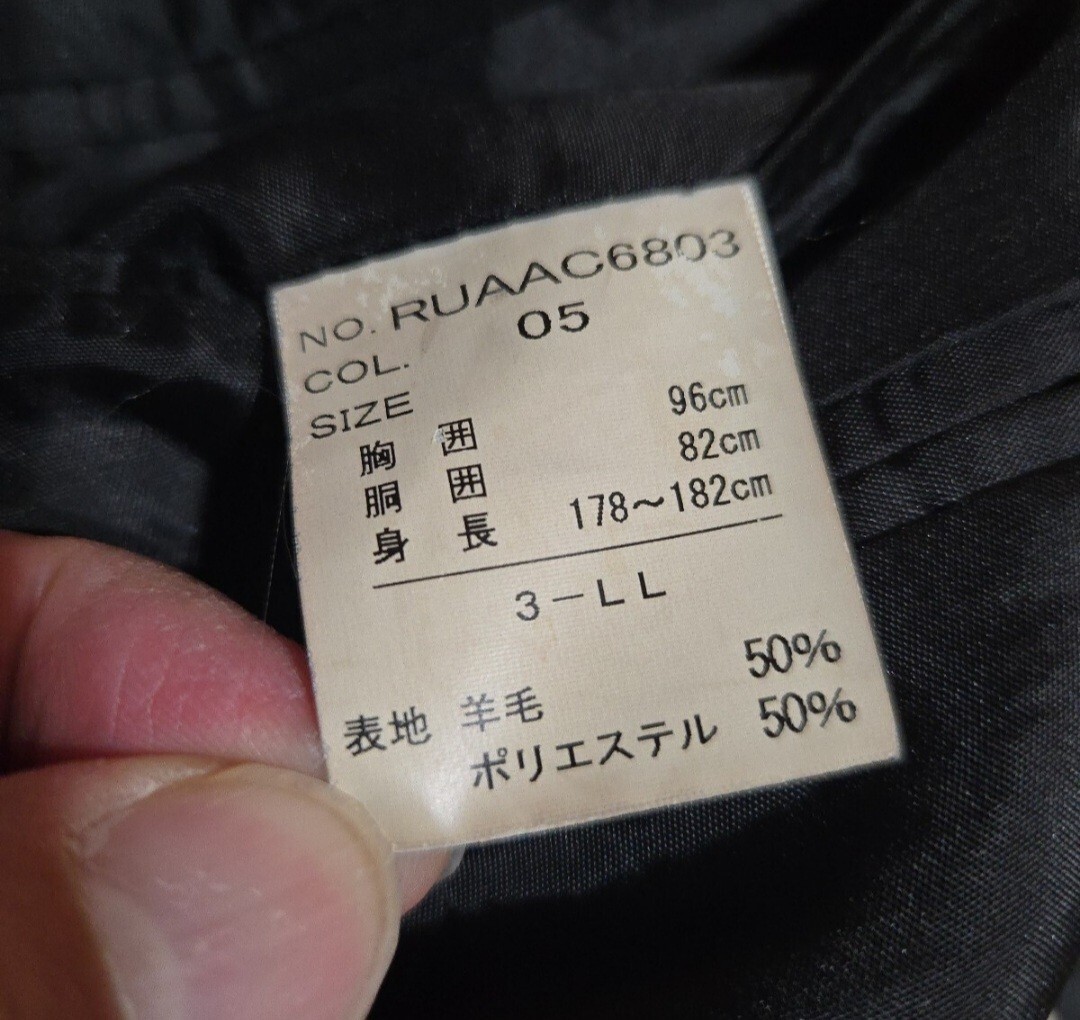 NO. RUAAC6803
COL. 05
SIZE
胸 囲 96cm
胴 囲 82cm
身 長 178～182cm
3－LL
表地 羊毛 50%
ポリエステル 50%